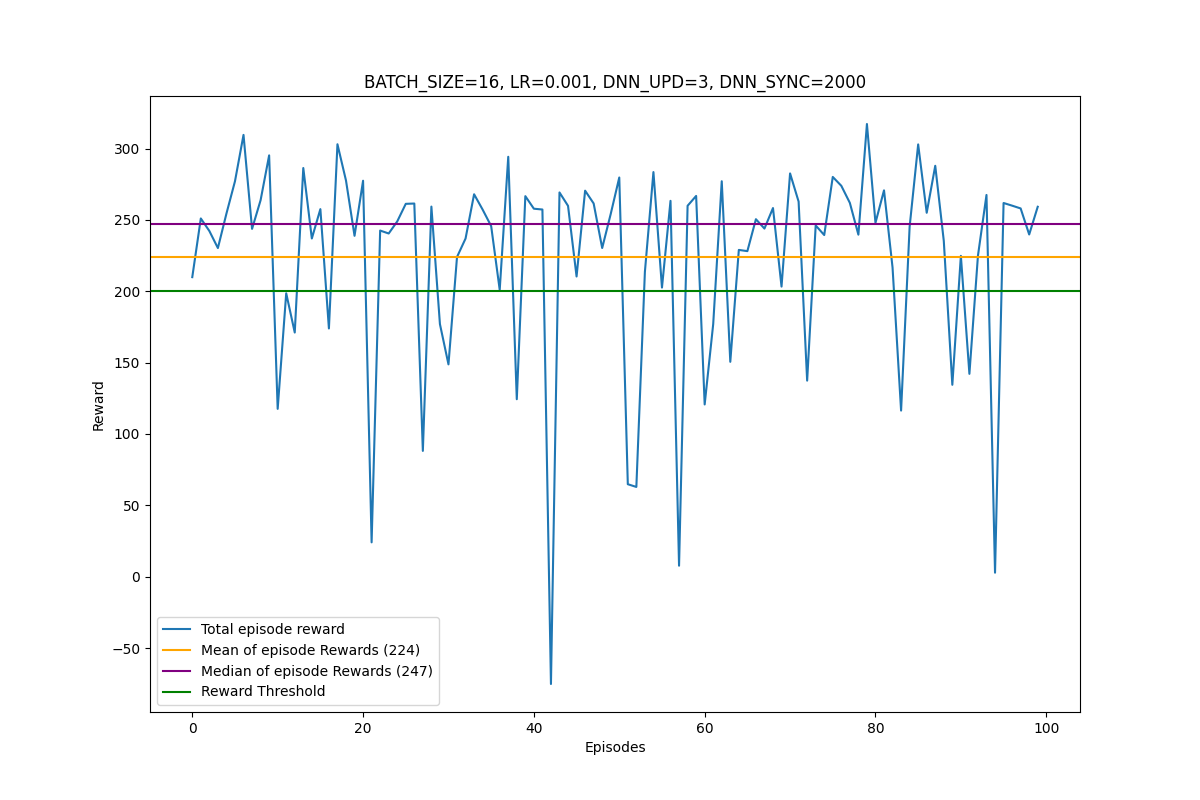 BATCH_SIZE=16, LR=0.001, DNN_UPD=3, DNN_SYNC=2000
300
250
200
150
100
50
0
−50
Reward
Total episode reward
Mean of episode Rewards (224)
Median of episode Rewards (247)
Reward Threshold
0 20 40 60 80 100
Episodes